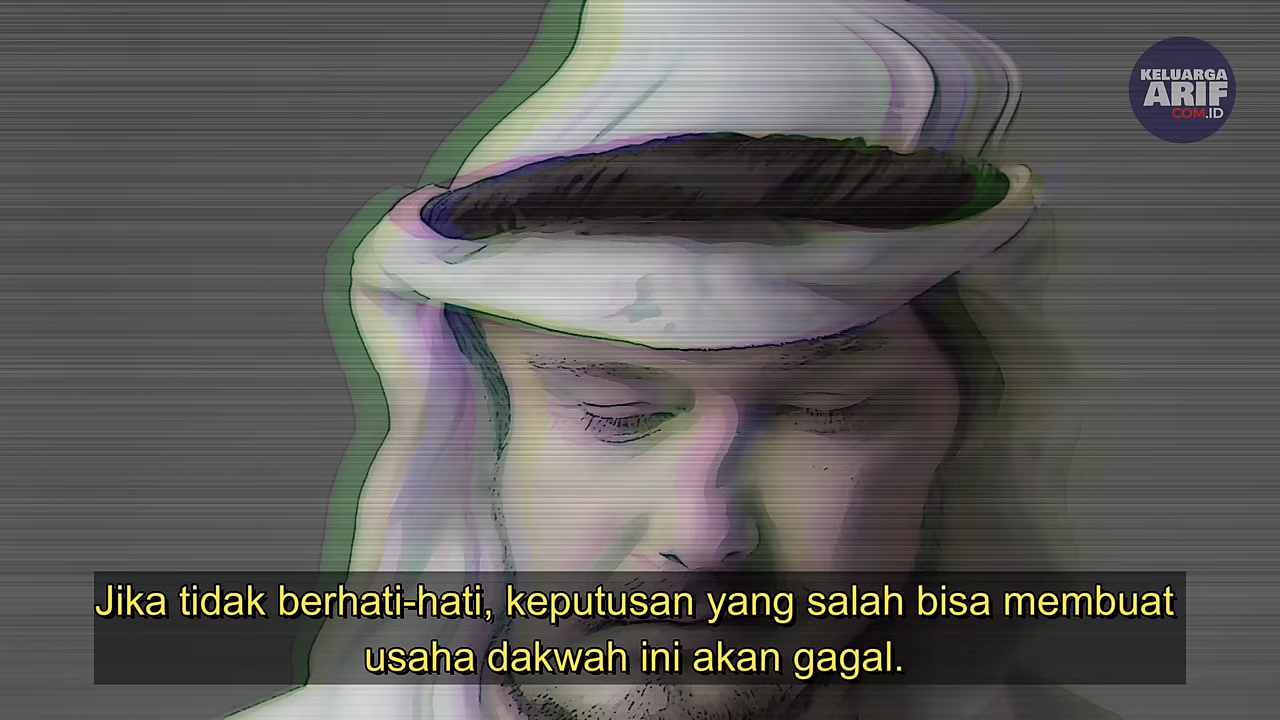 KELUARGA
ARIF
COM.ID
Jika tidak berhati-hati, keputusan yang salah bisa membuat
usaha dakwah ini akan gagal.